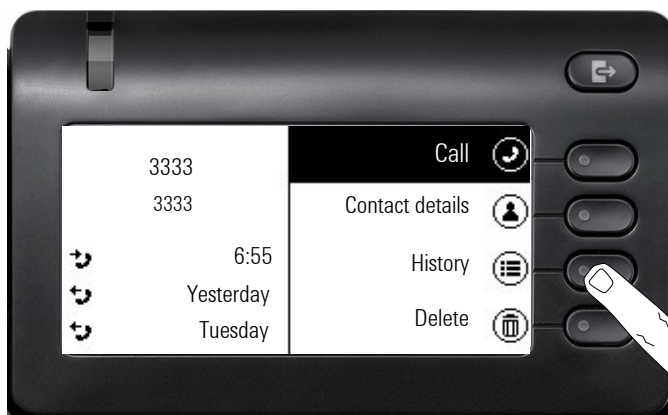 3333
3333
6:55
Yesterday
Tuesday
Call
Contact details
History
Delete